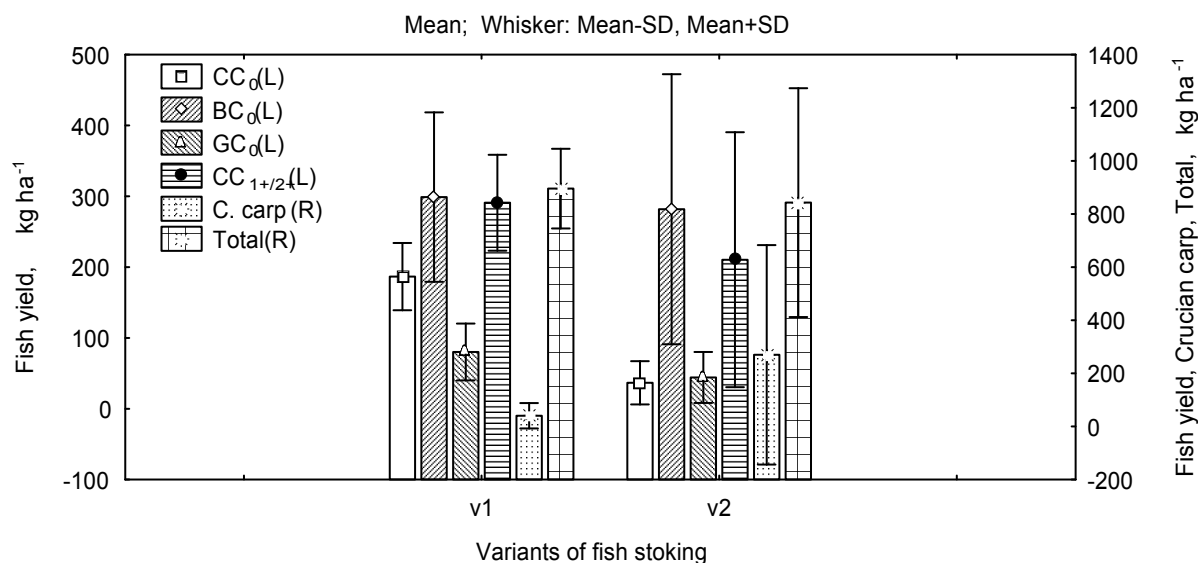 Mean; Whisker: Mean-SD, Mean+SD
500
400
300
200
100
0
-100
Fish yield, kg ha-1
CC0(L)
BC0(L)
GC0(L)
CC1+/2+(L)
C. carp (R)
Total(R)
1400
1200
1000
800
600
400
200
0
-200
Fish yield, Crucian carp, Total, kg ha-1
v1 v2
Variants of fish stoking